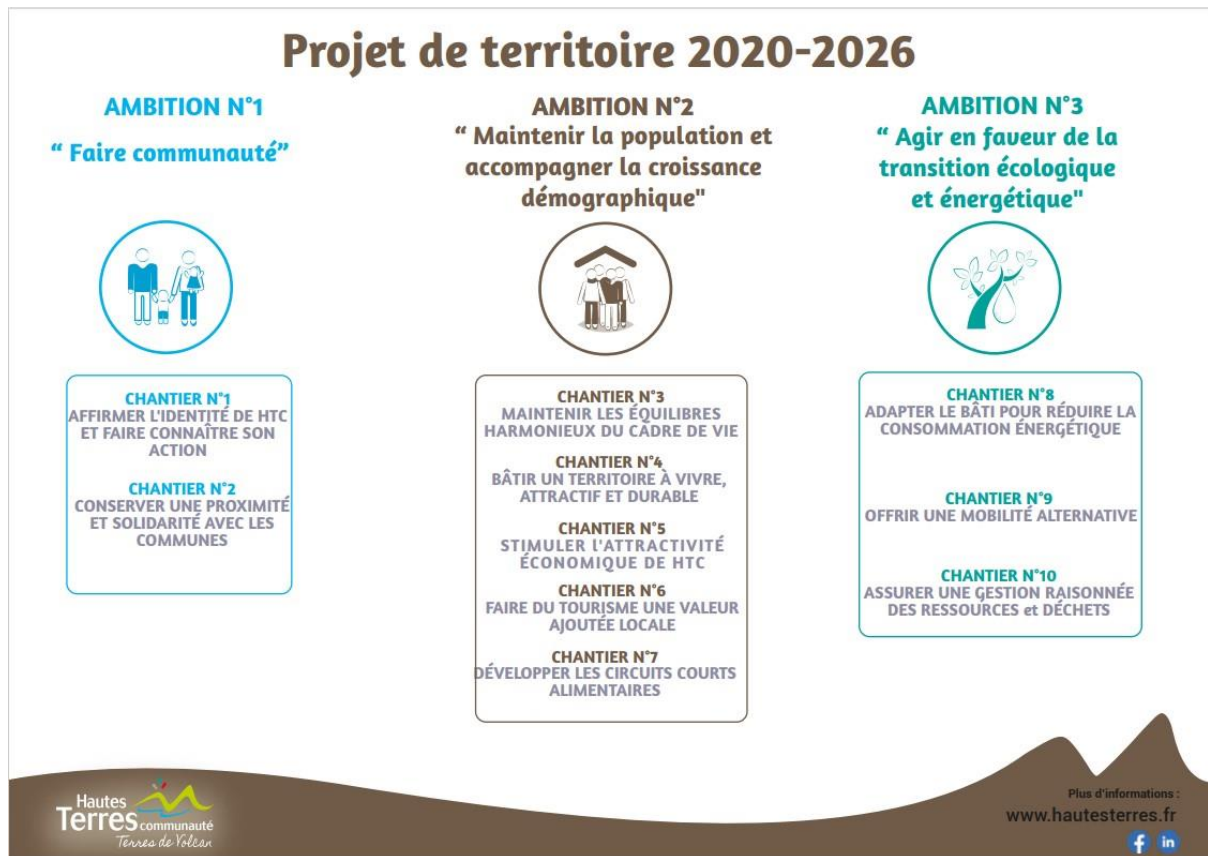 Projet de territoire 2020-2026
AMBITION N°1
“ Faire communauté”
CHANTIER N°1
AFFIRMER L'IDENTITÉ DE HTC
ET FAIRE CONNAÎTRE SON
ACTION
CHANTIER N°2
CONSERVER UNE PROXIMITÉ
ET SOLIDARITÉ AVEC LES
COMMUNES
AMBITION N°2
“ Maintenir la population et
accompagner la croissance
démographique"
CHANTIER N°3
MAINTENIR LES ÉQUILIBRES
HARMONIEUX DU CADRE DE VIE
CHANTIER N°4
BÂTIR UN TERRITOIRE À VIVRE,
ATTRACTIF ET DURABLE
CHANTIER N°5
STIMULER l'ATTRACTIVITÉ
ÉCONOMIQUE DE HTC
CHANTIER N°6
FAIRE DU TOURISME UNE VALEUR
AJOUTÉE LOCALE
CHANTIER N°7
DÉVELOPPER LES CIRCUITS COURTS
ALIMENTAIRES
AMBITION N°3
“ Agir en faveur de la
transition écologique
et énergétique"
CHANTIER N°8
ADAPTER LE BÂTI POUR RÉDUIRE LA
CONSOMMATION ÉNERGÉTIQUE
CHANTIER N°9
OFFRIR UNE MOBILITÉ ALTERNATIVE
CHANTIER N°10
ASSURER UNE GESTION RAISONNÉE
DES RESSOURCES et DÉCHETS
Hautes
Terres communauté
Terres de Volcan
Plus d'informations :
www.hautesterres.fr
f in